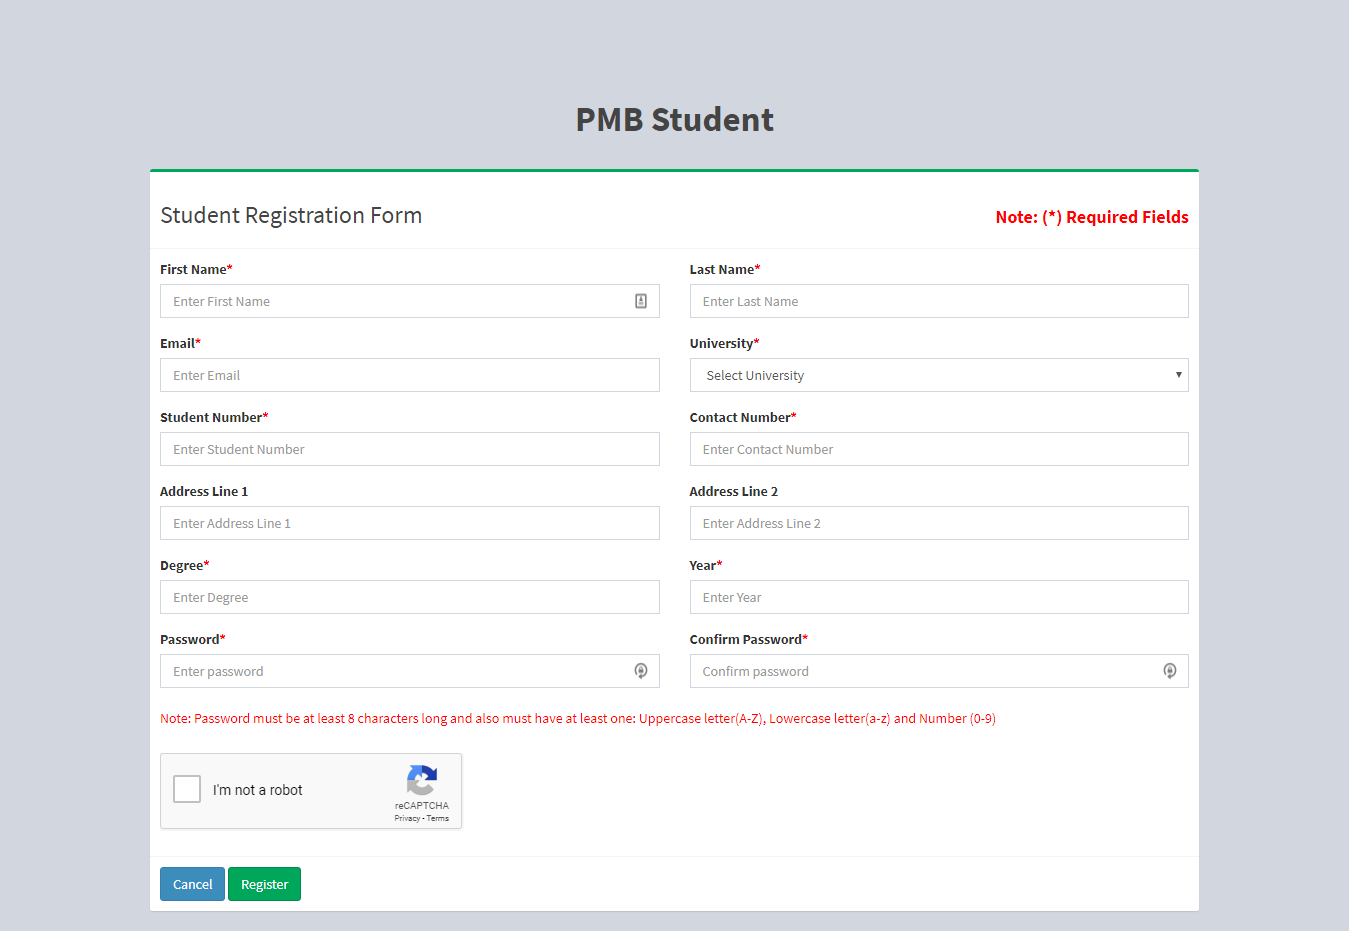 PMB Student
Student Registration Form
Note: (*) Required Fields
First Name*
Last Name*
Enter First Name
Enter Last Name
Email*
University*
Enter Email
Select University
Student Number*
Contact Number*
Enter Student Number
Enter Contact Number
Address Line 1
Address Line 2
Enter Address Line 1
Enter Address Line 2
Degree*
Year*
Enter Degree
Enter Year
Password*
Confirm Password*
Enter password
Confirm password
Note: Password must be at least 8 characters long and also must have at least one: Uppercase letter(A-Z), Lowercase letter(a-z) and Number (0-9)
I'm not a robot
reCAPTCHA
Privacy - Terms
Cancel
Register